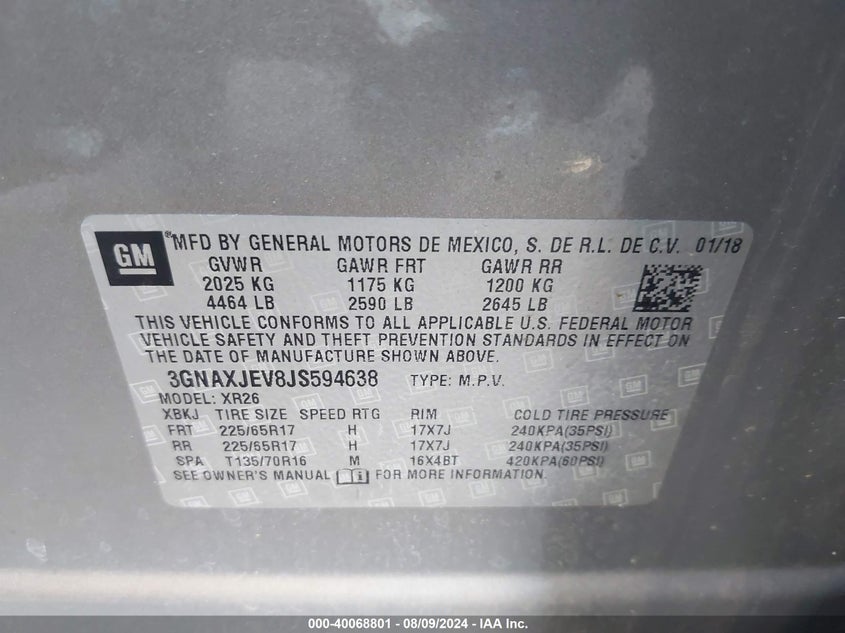 GM ® MFD BY GENERAL MOTORS DE MEXICO, S. DE R.L. DE C.V. 01/18
GVWR GAWR FRT GAWR RR
2025 KG 1175 KG 1200 KG
4464 LB 2590 LB 2645 LB
THIS VEHICLE CONFORMS TO ALL APPLICABLE U.S. FEDERAL MOTOR
VEHICLE SAFETY AND THEFT PREVENTION STANDARDS IN EFFECT ON
THE DATE OF MANUFACTURE SHOWN ABOVE.
3GNAXJEV8JS594638 TYPE: M.P.V.
MODEL: XR26
XBKJ TIRE SIZE SPEED RTG RIM COLD TIRE PRESSURE
FRT 225/65R17 H 17X7J 240KPA(35PSI)
RR 225/65R17 H 17X7J 240KPA(35PSI)
SPA T135/70R16 M 16X4BT 420KPA(60PSI)
SEE OWNER'S MANUAL FOR MORE INFORMATION.
000-40068801 - 08/09/2024 - IAA Inc.